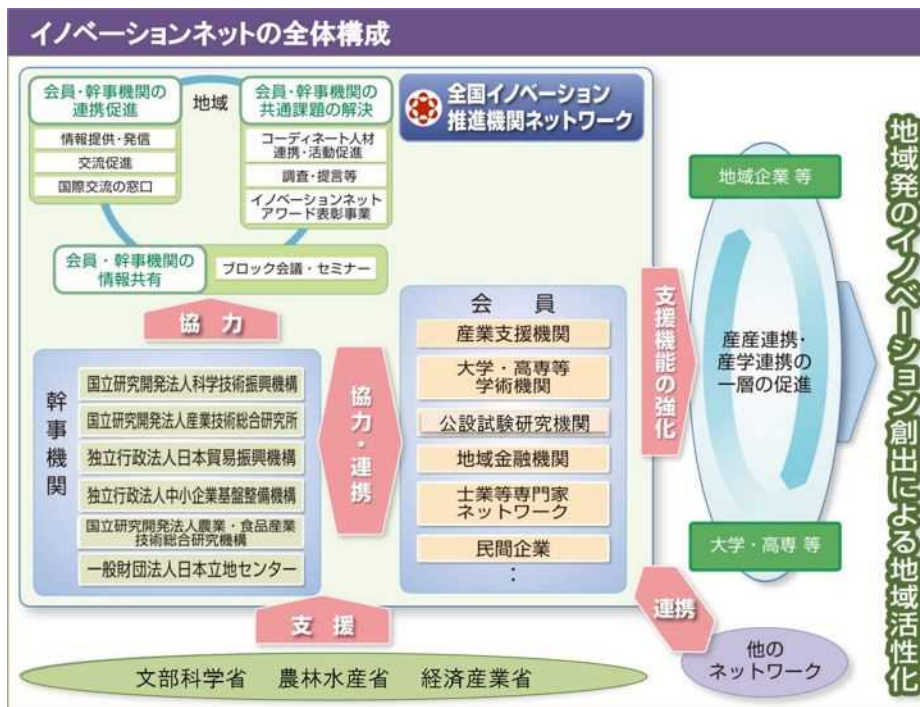 イノベーションネットの全体構成
会員・幹事機関の
連携促進
情報提供・発信
交流促進
国際交流の窓口
地域
会員・幹事機関の
共通課題の解決
コーディネート人材
連携・活動促進
調査・提言等
イノベーションネット
アワード表彰事業
会員・幹事機関の
情報共有
ブロック会議・セミナー
全国イノベーション
推進機関ネットワーク
協力
幹事機関
国立研究開発法人科学技術振興機構
国立研究開発法人産業技術総合研究所
独立行政法人日本貿易振興機構
独立行政法人中小企業基盤整備機構
国立研究開発法人農業・食品産業
技術総合研究機構
一般財団法人日本立地センター
協力・連携
会員
産業支援機関
大学・高専等
学術機関
公設試験研究機関
地域金融機関
士業等専門家
ネットワーク
民間企業
：
支援機能の強化
地域企業 等
産産連携・
産学連携の
一層の促進
大学・高専 等
地域発のイノベーション創出による地域活性化
支援
文部科学省 農林水産省 経済産業省
連携
他の
ネットワーク